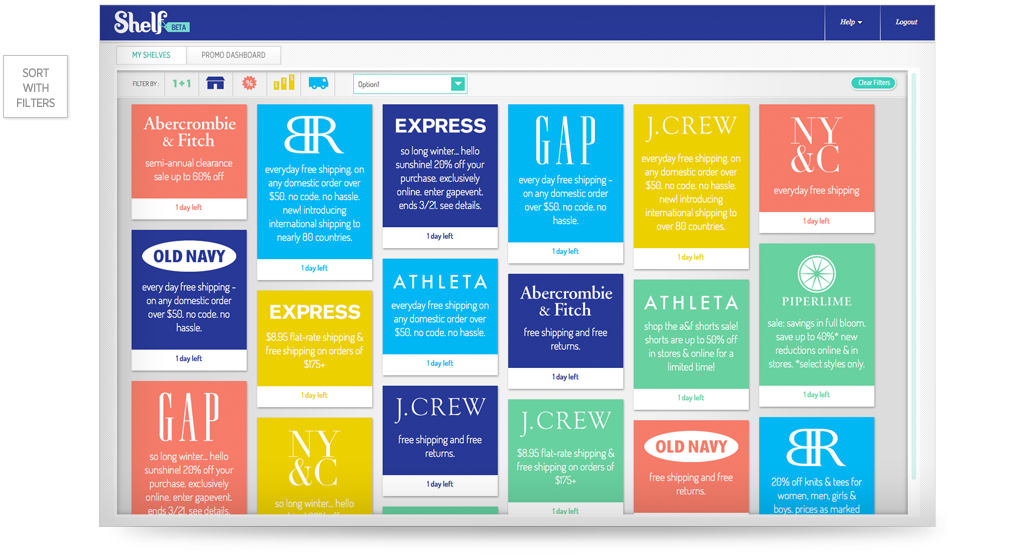 Shelf BETA
Help
Logout
MY SHELVES
PROMO DASHBOARD
SORT
WITH
FILTERS
FILTER BY :
1+1
%
Option1
Clear Filters
Abercrombie
& Fitch
semi-annual clearance
sale up to 60% off
1 day left
OLD NAVY
every day free shipping -
on any domestic order
over $50. no code. no
hassle.
1 day left
GAP
so long winter... hello
sunshine! 20% off your
purchase. exclusively
online. enter gapevent.
ends 3/21. see details.
BR
everyday free shipping. on
any domestic order over
$50. no code. no hassle.
new! introducing
international shipping to
nearly 80 countries.
1 day left
EXPRESS
$8.95 flat-rate shipping &
free shipping on orders of
$175+
1 day left
NY
&C
so long winter... hello
EXPRESS
so long winter... hello
sunshine! 20% off your
purchase. exclusively
online. enter gapevent.
ends 3/21. see details.
1 day left
ATHLETA
everyday free shipping on
any domestic order over
$50. no code. no hassle.
1 day left
J.CREW
free shipping and free
returns.
1 day left
GAP
every day free shipping -
on any domestic order
over $50. no code. no
hassle.
1 day left
Abercrombie
& Fitch
free shipping and free
returns.
1 day left
J.CREW
$8.95 flat-rate shipping &
free shipping on orders of
$175+
1 day left
J.CREW
everyday free shipping. on
any domestic order over
$50. no code. no hassle.
new! introducing
international shipping to
over 80 countries.
1 day left
ATHLETA
shop the a&f shorts sale!
shorts are up to 50% off
in stores & online for a
limited time!
1 day left
OLD NAVY
free shipping and free
returns.
NY
&C
everyday free shipping
1 day left
PIPERLIME
sale: savings in full bloom.
save up to 40%* new
reductions online & in
stores. *select styles only.
1 day left
BR
20% off knits & tees for
women, men, girls &
boys. prices as marked